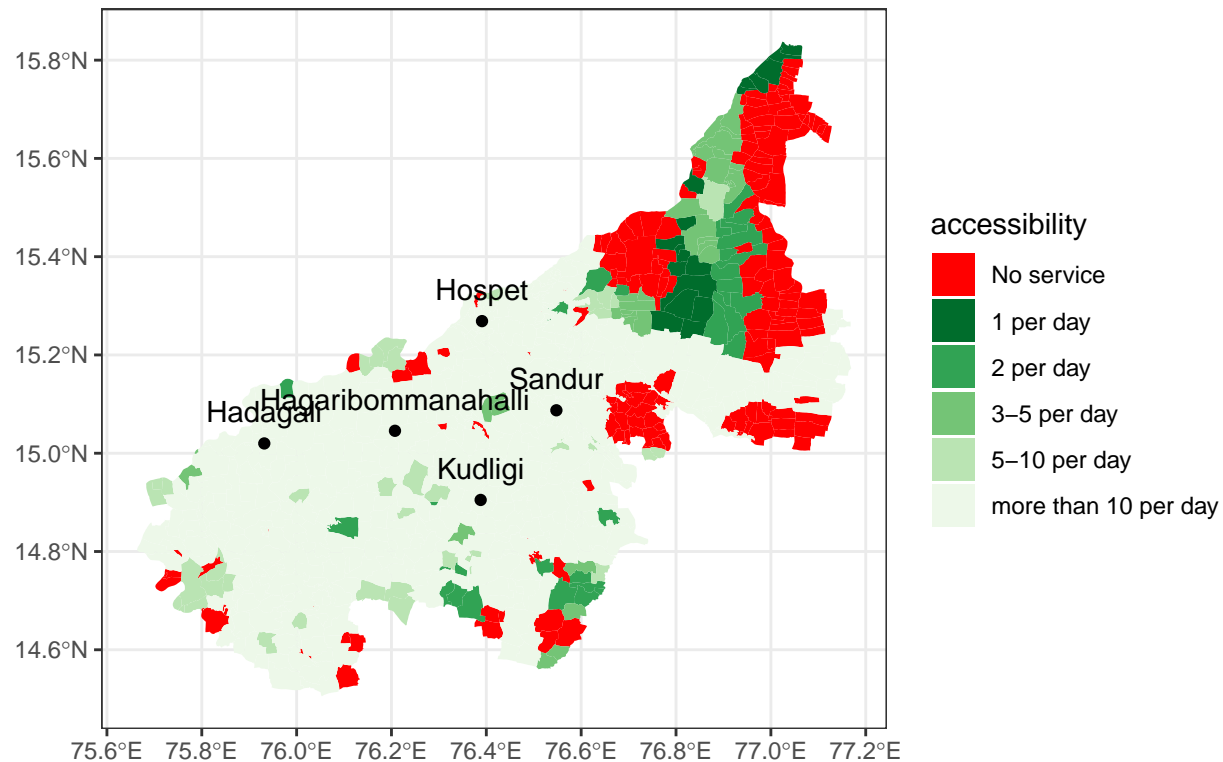 15.8°N
15.6°N
15.4°N
15.2°N
15.0°N
14.8°N
14.6°N
75.6°E 75.8°E 76.0°E 76.2°E 76.4°E 76.6°E 76.8°E 77.0°E 77.2°E
Hospet
Sandur
Hagaribommanahalli
Hadagali
Kudligi
accessibility
No service
1 per day
2 per day
3–5 per day
5–10 per day
more than 10 per day